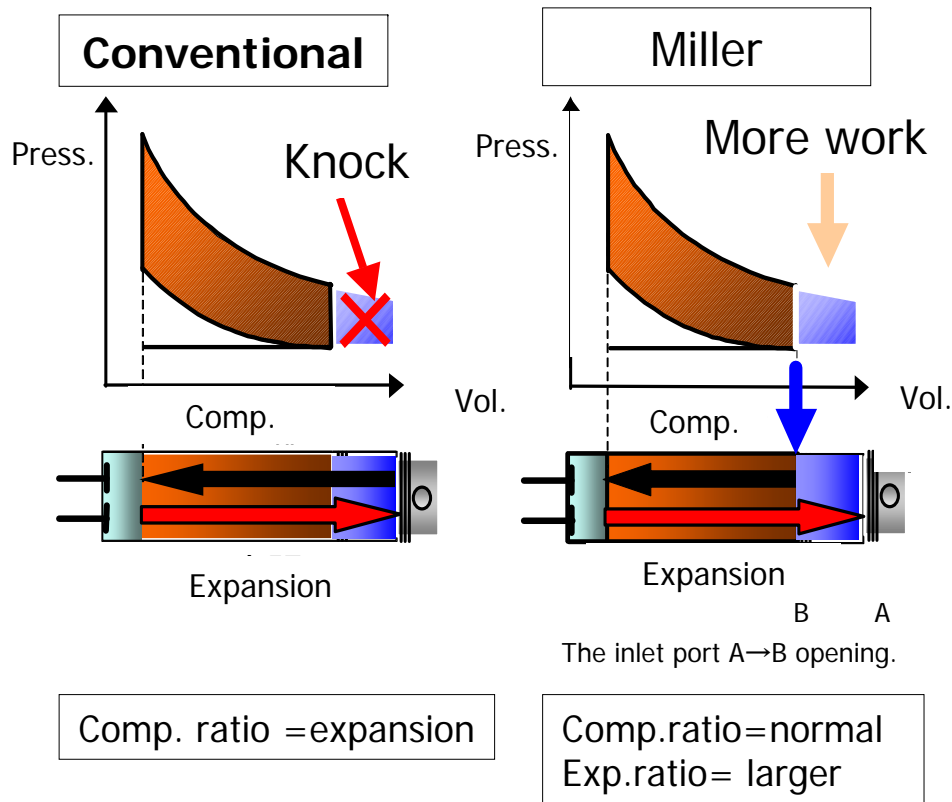 Conventional
Press.
Knock
Vol.
Comp.
Expansion
Comp. ratio =expansion
Miller
Press.
More work
Vol.
Comp.
Expansion
B A
The inlet port A→B opening.
Comp.ratio=normal
Exp.ratio= larger